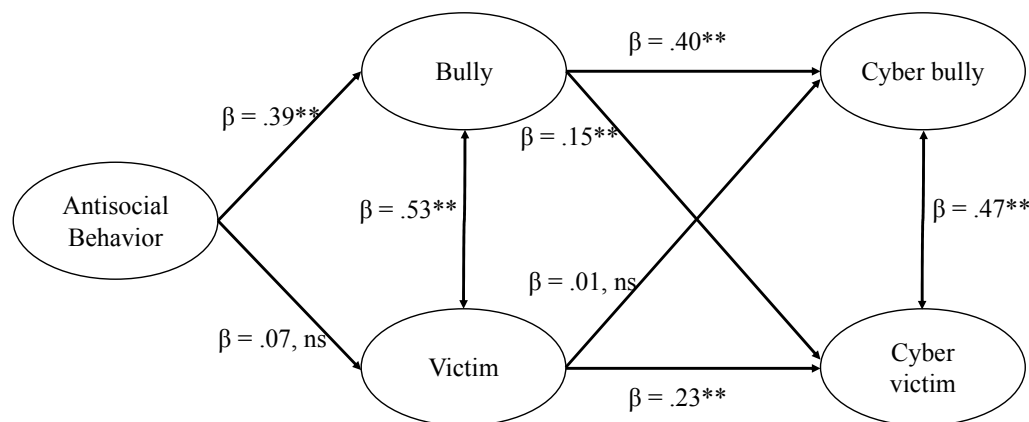 Bully
β = .40**
Cyber bully
β = .39**
β = .15**
Antisocial
Behavior
β = .53**
β = .47**
β = .01, ns
β = .07, ns
Victim
Cyber
victim
β = .23**